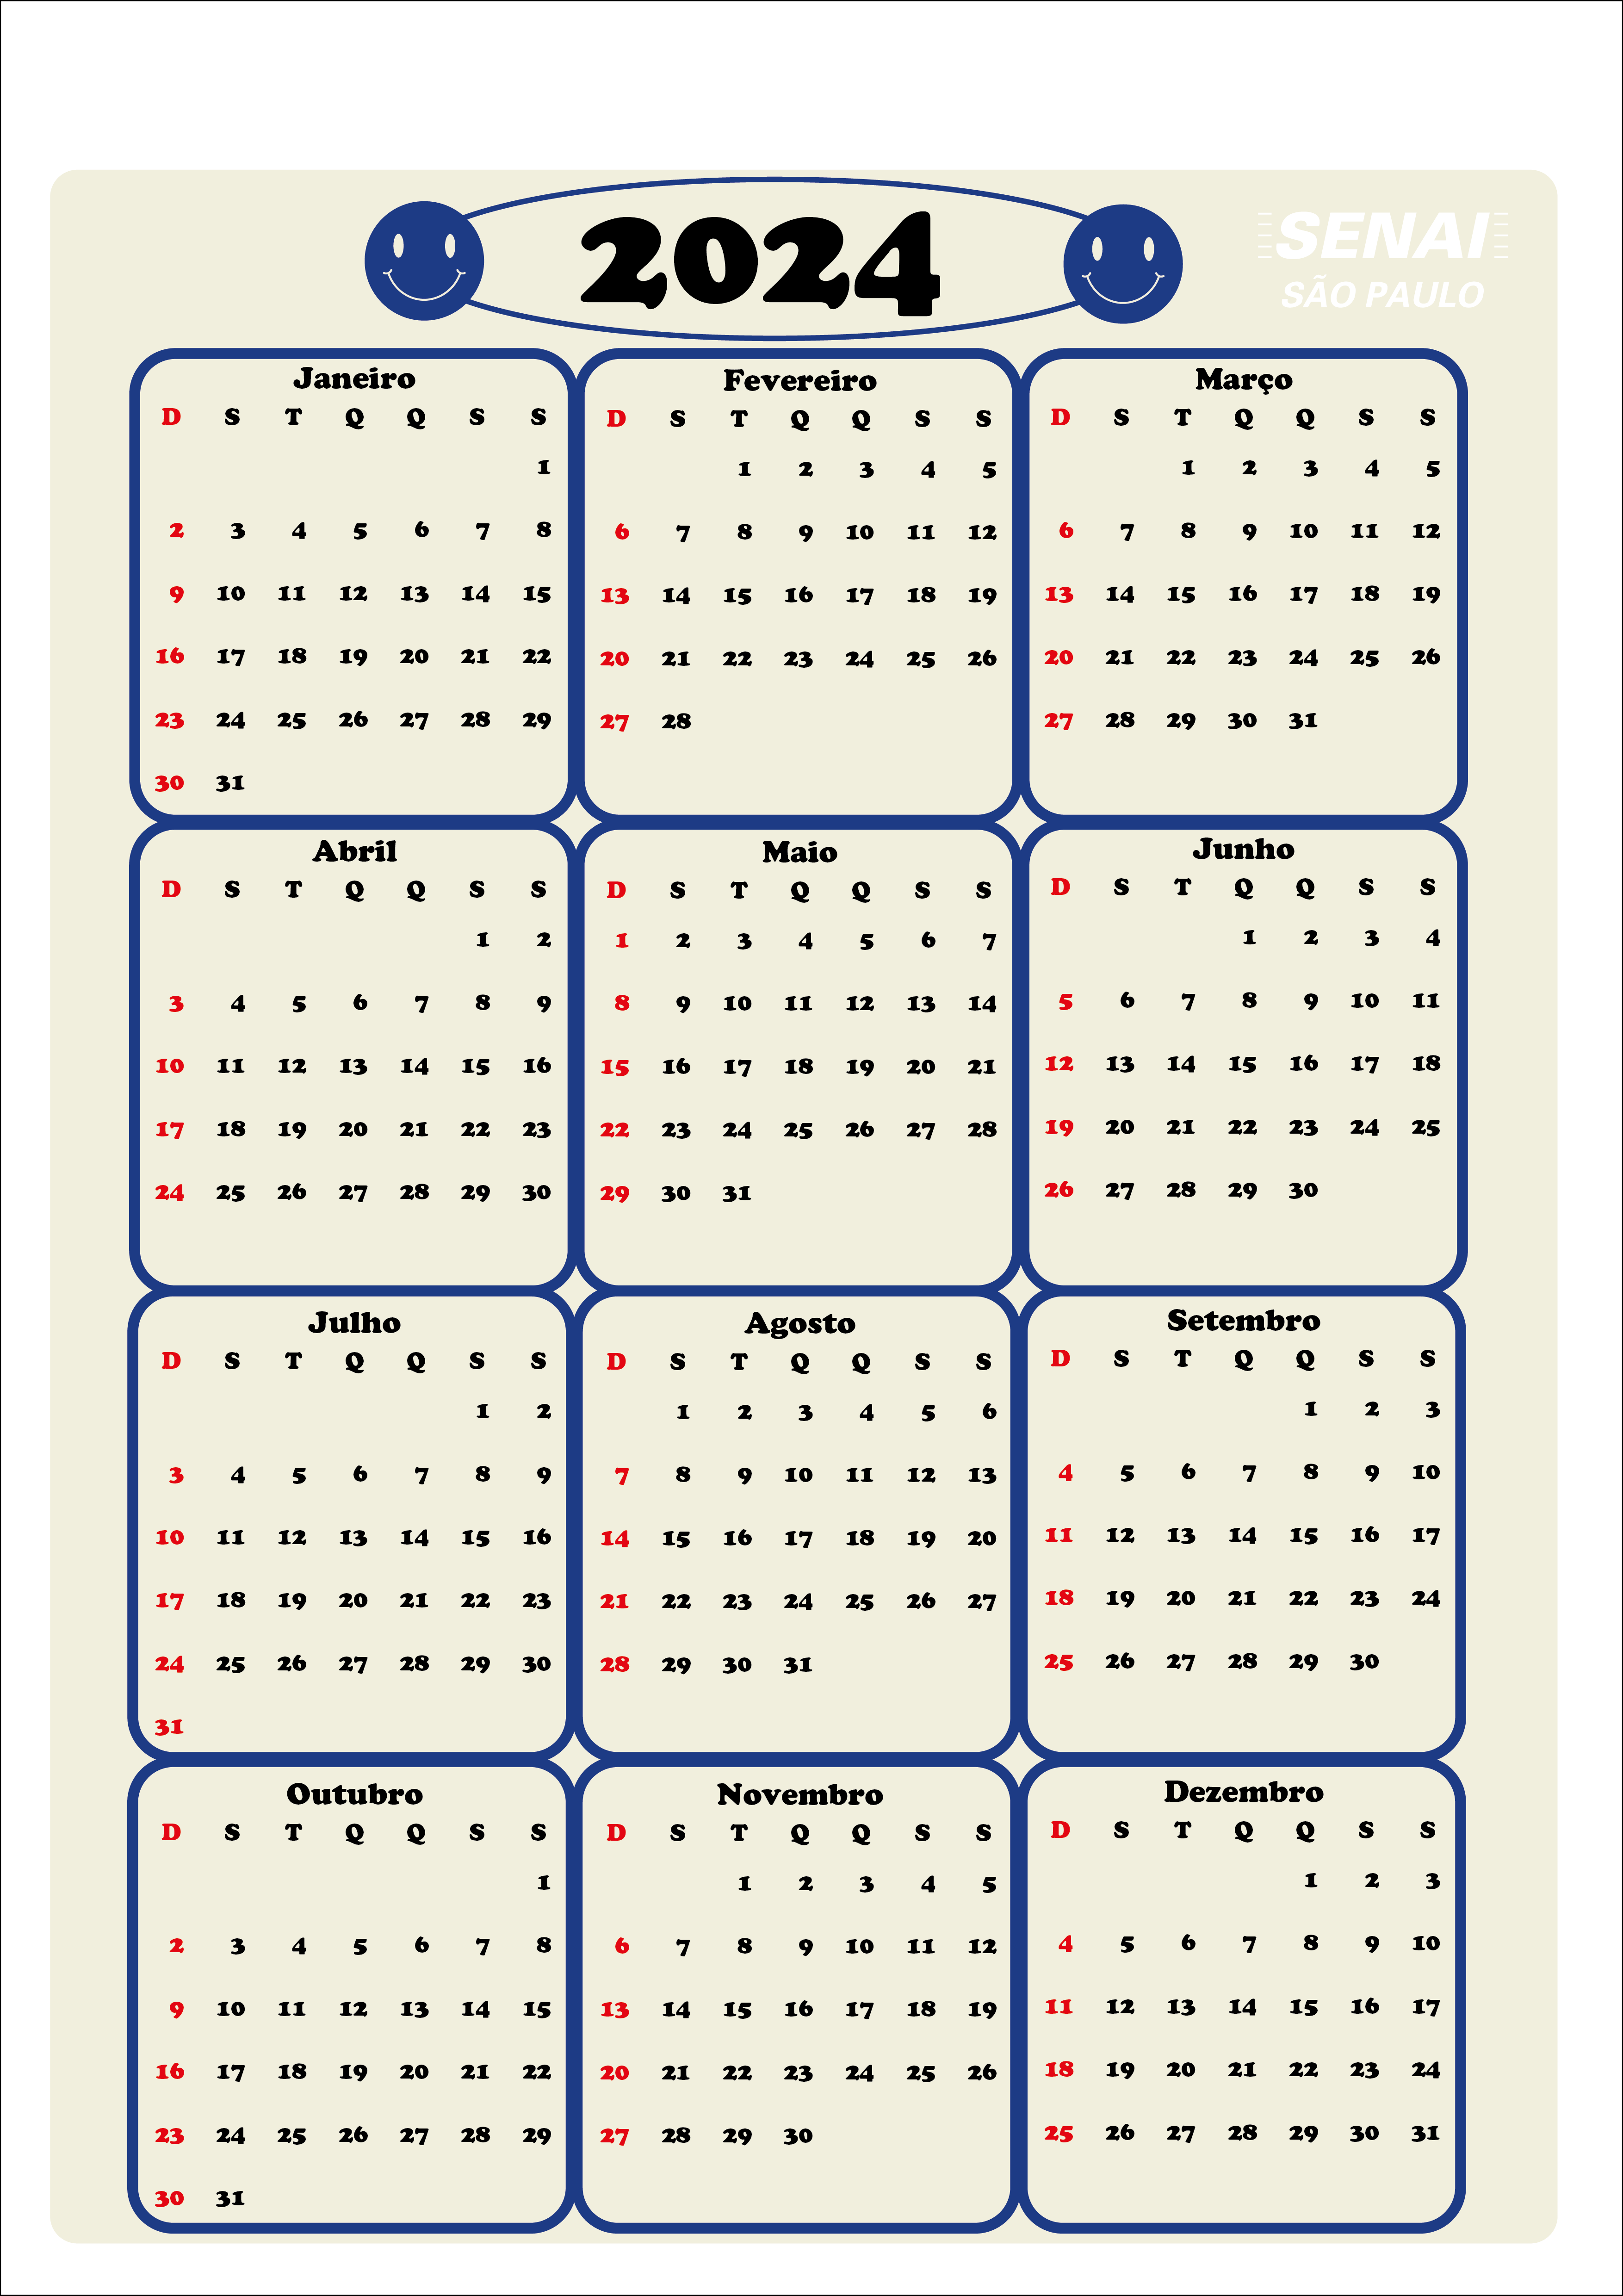 2024
SENAI
SÃO PAULO
Janeiro
D S T Q Q S S
1
2 3 4 5 6 7 8
9 10 11 12 13 14 15
16 17 18 19 20 21 22
23 24 25 26 27 28 29
30 31
Fevereiro
D S T Q Q S S
1 2 3 4 5
6 7 8 9 10 11 12
13 14 15 16 17 18 19
20 21 22 23 24 25 26
27 28
Março
D S T Q Q S S
1 2 3 4 5
6 7 8 9 10 11 12
13 14 15 16 17 18 19
20 21 22 23 24 25 26
27 28 29 30 31
Abril
D S T Q Q S S
1 2
3 4 5 6 7 8 9
10 11 12 13 14 15 16
17 18 19 20 21 22 23
24 25 26 27 28 29 30
Maio
D S T Q Q S S
1 2 3 4 5 6 7
8 9 10 11 12 13 14
15 16 17 18 19 20 21
22 23 24 25 26 27 28
29 30 31
Junho
D S T Q Q S S
1 2 3 4
5 6 7 8 9 10 11
12 13 14 15 16 17 18
19 20 21 22 23 24 25
26 27 28 29 30
Julho
D S T Q Q S S
1 2
3 4 5 6 7 8 9
10 11 12 13 14 15 16
17 18 19 20 21 22 23
24 25 26 27 28 29 30
31
Agosto
D S T Q Q S S
1 2 3 4 5 6
7 8 9 10 11 12 13
14 15 16 17 18 19 20
21 22 23 24 25 26 27
28 29 30 31
Setembro
D S T Q Q S S
1 2 3
4 5 6 7 8 9 10
11 12 13 14 15 16 17
18 19 20 21 22 23 24
25 26 27 28 29 30
Outubro
D S T Q Q S S
1
2 3 4 5 6 7 8
9 10 11 12 13 14 15
16 17 18 19 20 21 22
23 24 25 26 27 28 29
30 31
Novembro
D S T Q Q S S
1 2 3 4 5
6 7 8 9 10 11 12
13 14 15 16 17 18 19
20 21 22 23 24 25 26
27 28 29 30
Dezembro
D S T Q Q S S
1 2 3
4 5 6 7 8 9 10
11 12 13 14 15 16 17
18 19 20 21 22 23 24
25 26 27 28 29 30 31